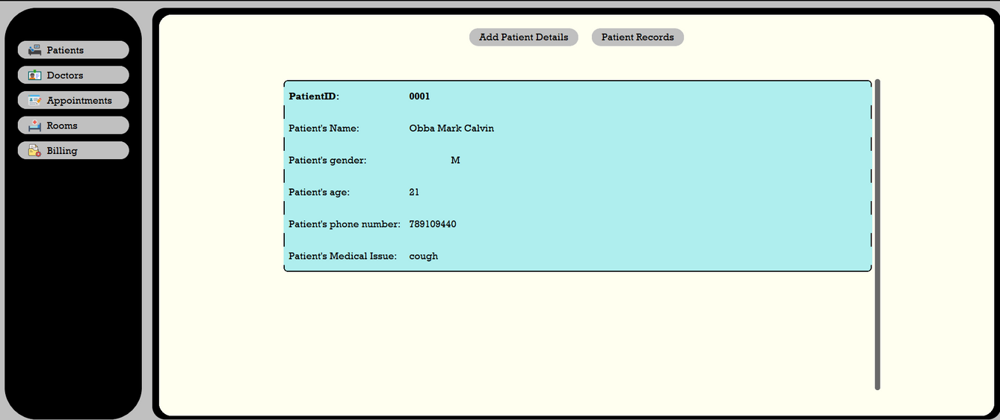 Patients
Doctors
Appointments
Rooms
Billing
Add Patient Details Patient Records
PatientID: 0001
Patient's Name: Obba Mark Calvin
Patient's gender: M
Patient's age: 21
Patient's phone number: 789109440
Patient's Medical Issue: cough